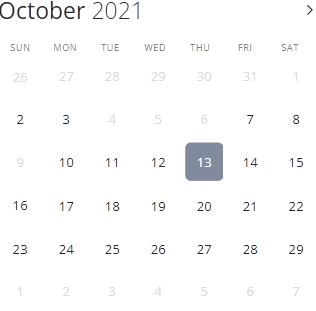 October 2021
SUN MON TUE WED THU FRI SAT
26 27 28 29 30 31 1
2 3 4 5 6 7 8
9 10 11 12 13 14 15
16 17 18 19 20 21 22
23 24 25 26 27 28 29
1 2 3 4 5 6 7